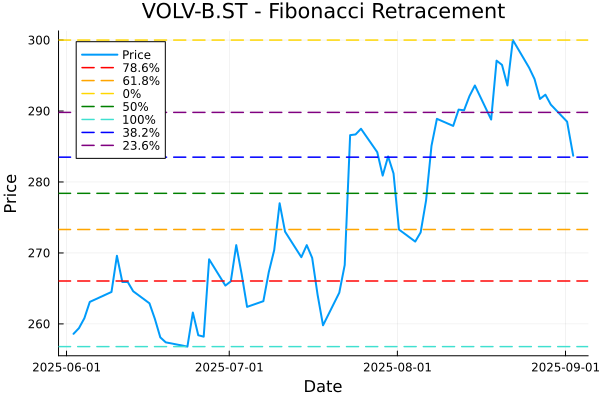 VOLV-B.ST - Fibonacci Retracement
300
290
280
270
260
Price
Price
78.6%
61.8%
0%
50%
100%
38.2%
23.6%
2025-06-01 2025-07-01 2025-08-01 2025-09-01
Date